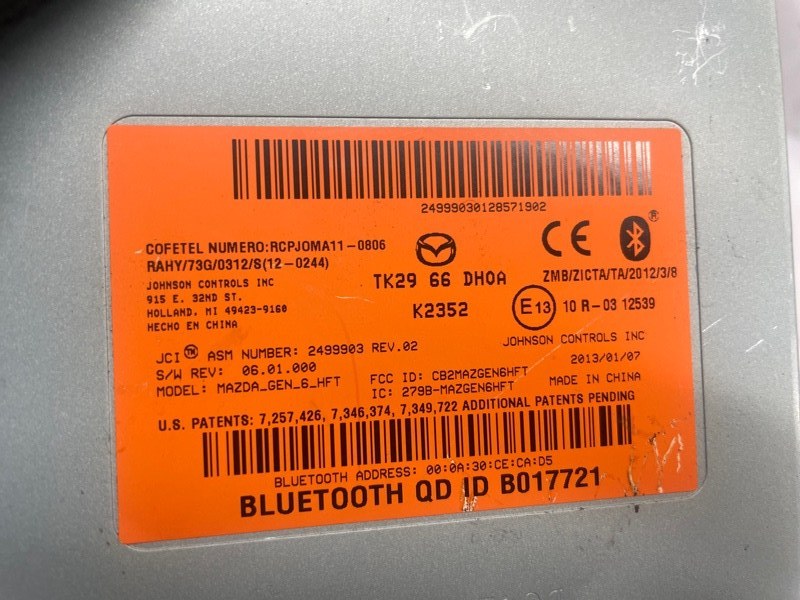 24999030128571902
COFETEL NUMERO:RCPJOMA11-0806
RAHY/73G/0312/S(12-0244)
JOHNSON CONTROLS INC
915 E. 32ND ST.
HOLLAND, MI 49423-9160
HECHO EN CHINA
TK29 66 DH0A
K2352
CE
®
ZMB/ZICTA/TA/2012/3/8
E13 10 R-03 12539
JOHNSON CONTROLS INC
2013/01/07
MADE IN CHINA
JCI™ ASM NUMBER: 2499903 REV.02
S/W REV: 06.01.000
MODEL: MAZDA_GEN_6_HFT
FCC ID: CB2MAZGEN6HFT
IC: 279B-MAZGEN6HFT
U.S. PATENTS: 7,257,426, 7,346,374, 7,349,722 ADDITIONAL PATENTS PENDING
BLUETOOTH ADDRESS: 00:0A:30:CE:CA:D5
BLUETOOTH QD ID B017721